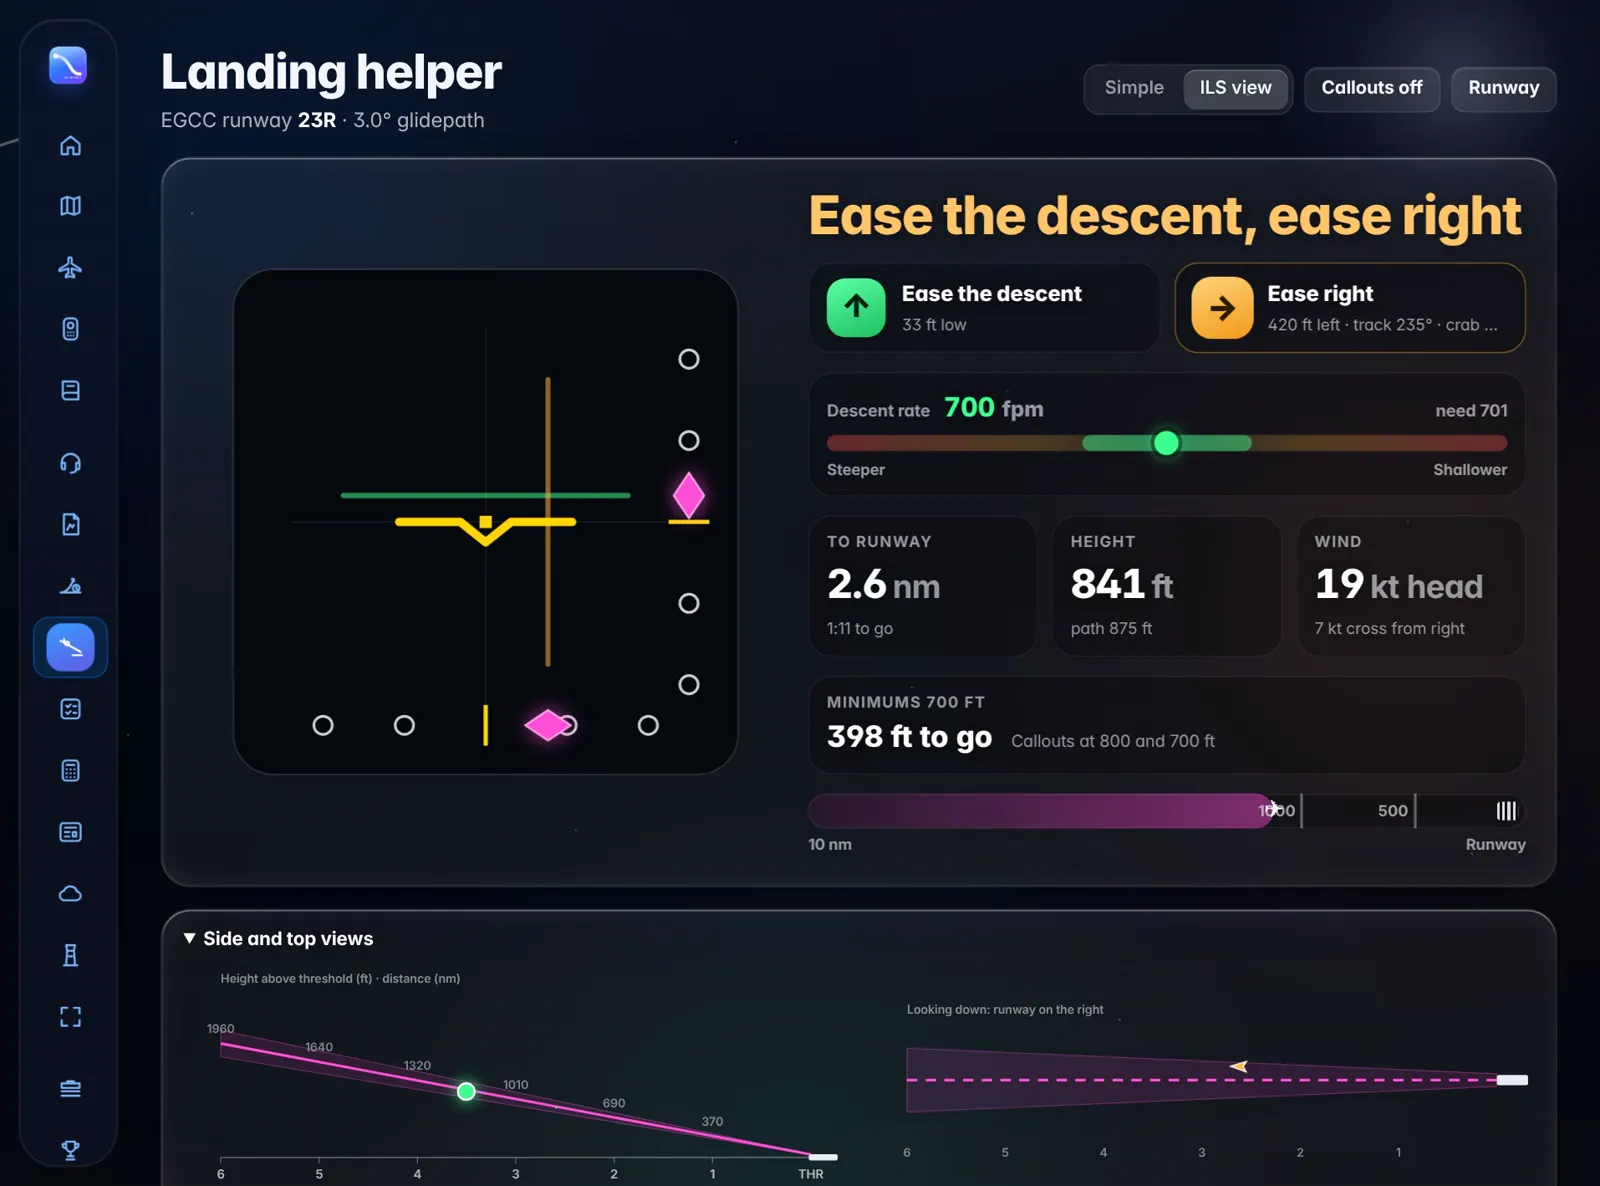 Landing helper
EGCC runway 23R · 3.0° glidepath
Simple
ILS view
Callouts off
Runway
Ease the descent, ease right
Ease the descent
33 ft low
Ease right
420 ft left · track 235° · crab ...
Descent rate 700 fpm
need 701
Steeper
Shallower
TO RUNWAY
2.6 nm
1:11 to go
HEIGHT
841 ft
path 875 ft
WIND
19 kt head
7 kt cross from right
MINIMUMS 700 FT
398 ft to go Callouts at 800 and 700 ft
1000
500
10 nm
Runway
▼ Side and top views
Height above threshold (ft) · distance (nm)
1960
1640
1320
1010
690
370
6 5 4 3 2 1 THR
Looking down: runway on the right
6 5 4 3 2 1